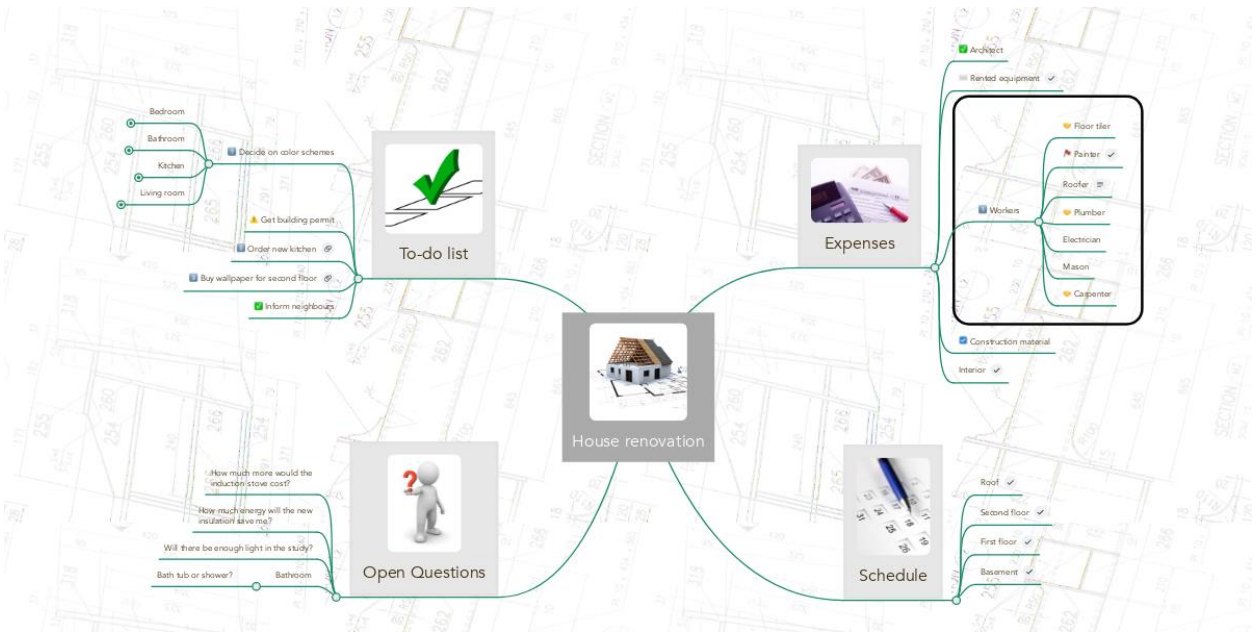 Bedroom
Bathroom
Kitchen
Living room
Decide on color schemes
Get building permit
Order new kitchen
Buy wallpaper for second floor
Inform neighbours
To-do list
Architect
Rented equipment
Floor tiler
Painter
Roofer
Workers
Plumber
Electrician
Mason
Carpenter
Construction material
Interior
Expenses
House renovation
How much more would the
induction stove cost?
How much energy will the new
insulation save me?
Will there be enough light in the study?
Bath tub or shower?
Bathroom
Open Questions
Roof
Second floor
First floor
Basement
Schedule